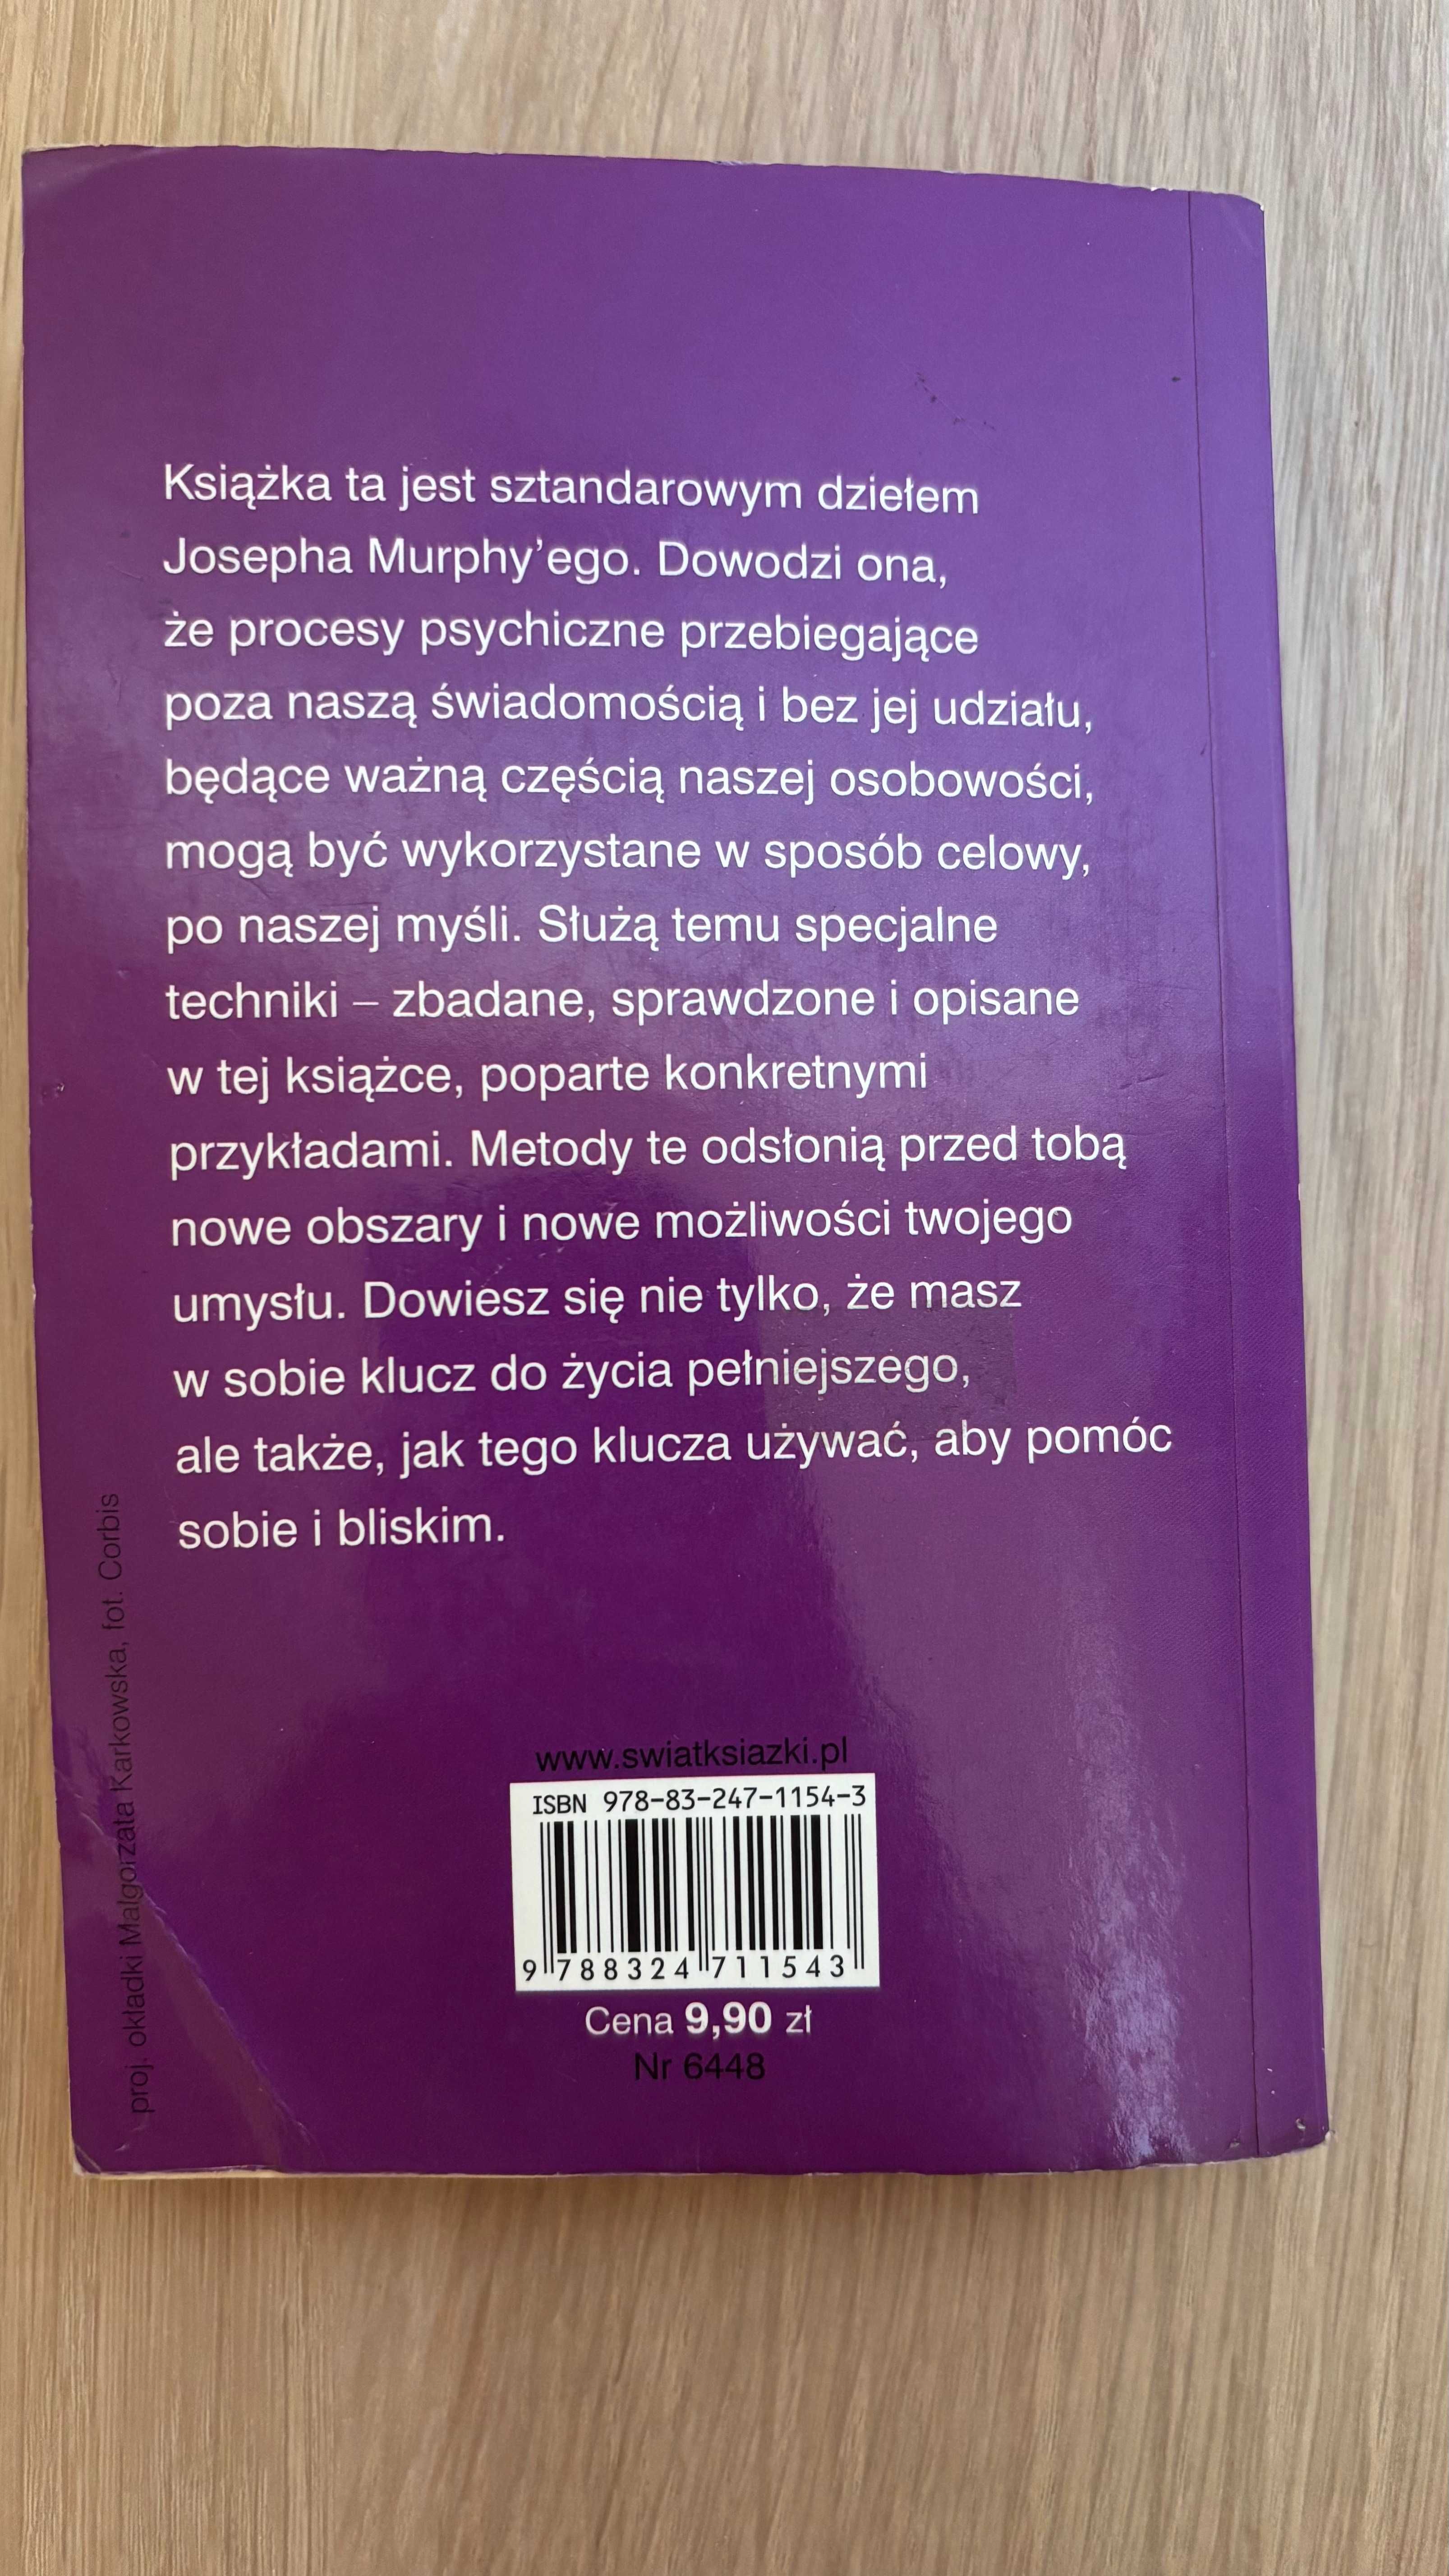 Książka ta jest sztandarowym dziełem
Josepha Murphy’ego. Dowodzi ona,
że procesy psychiczne przebiegające
poza naszą świadomością i bez jej udziału,
będące ważną częścią naszej osobowości,
mogą być wykorzystane w sposób celowy,
po naszej myśli. Służą temu specjalne
techniki – zbadane, sprawdzone i opisane
w tej książce, poparte konkretnymi
przykładami. Metody te odsłonią przed tobą
nowe obszary i nowe możliwości twojego
umysłu. Dowiesz się nie tylko, że masz
w sobie klucz do życia pełniejszego,
ale także, jak tego klucza używać, aby pomóc
sobie i bliskim.
proj. okładki Małgorzata Karkowska, fot. Corbis
www.swiatksiazki.pl
ISBN 978-83-247-1154-3
9 788324 711543
Cena 9,90 zł
Nr 6448